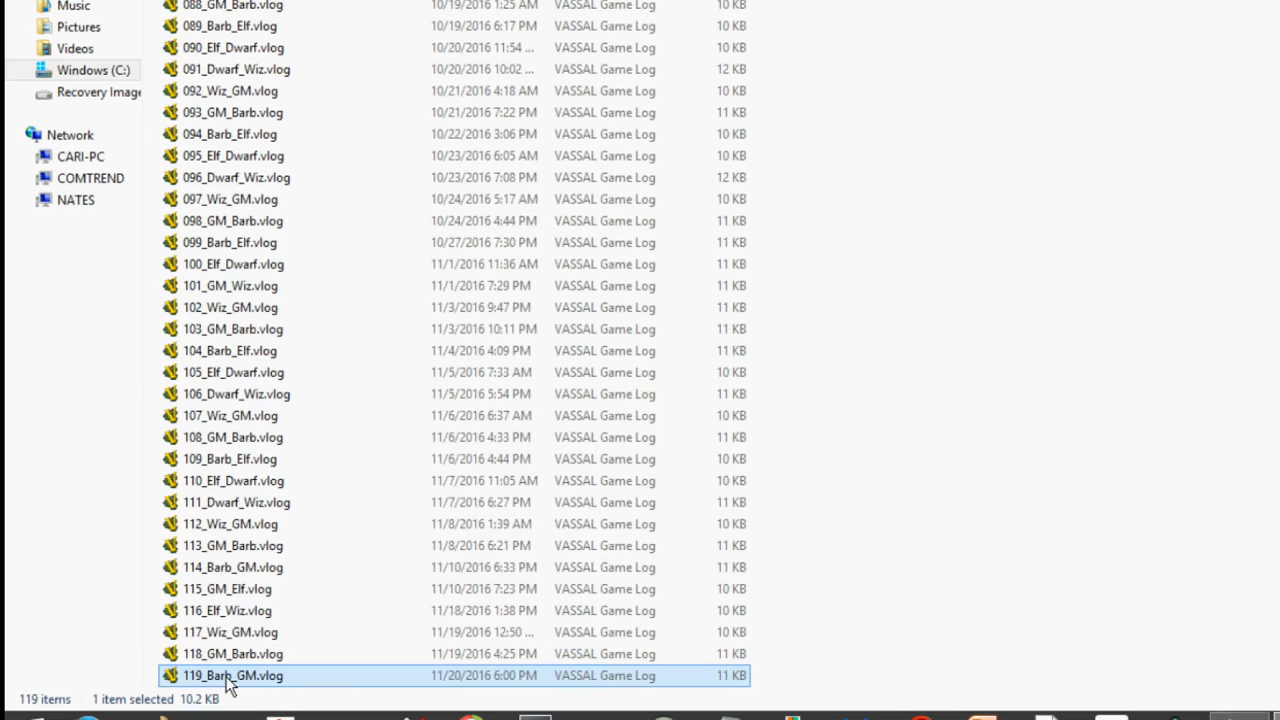 Music
Pictures
Videos
Windows (C:)
Recovery Image
Network
CARI-PC
COMTREND
NATES
088_GM_Barb.vlog 10/19/2016 1:25 AM VASSAL Game Log 10 KB
089_Barb_Elf.vlog 10/19/2016 6:17 PM VASSAL Game Log 10 KB
090_Elf_Dwarf.vlog 10/20/2016 11:54 ... VASSAL Game Log 10 KB
091_Dwarf_Wiz.vlog 10/20/2016 10:02 ... VASSAL Game Log 12 KB
092_Wiz_GM.vlog 10/21/2016 4:18 AM VASSAL Game Log 10 KB
093_GM_Barb.vlog 10/21/2016 7:22 PM VASSAL Game Log 11 KB
094_Barb_Elf.vlog 10/22/2016 3:06 PM VASSAL Game Log 10 KB
095_Elf_Dwarf.vlog 10/23/2016 6:05 AM VASSAL Game Log 10 KB
096_Dwarf_Wiz.vlog 10/23/2016 7:08 PM VASSAL Game Log 12 KB
097_Wiz_GM.vlog 10/24/2016 5:17 AM VASSAL Game Log 10 KB
098_GM_Barb.vlog 10/24/2016 4:44 PM VASSAL Game Log 11 KB
099_Barb_Elf.vlog 10/27/2016 7:30 PM VASSAL Game Log 11 KB
100_Elf_Dwarf.vlog 11/1/2016 11:36 AM VASSAL Game Log 11 KB
101_GM_Wiz.vlog 11/1/2016 7:29 PM VASSAL Game Log 11 KB
102_Wiz_GM.vlog 11/3/2016 9:47 PM VASSAL Game Log 10 KB
103_GM_Barb.vlog 11/3/2016 10:11 PM VASSAL Game Log 11 KB
104_Barb_Elf.vlog 11/4/2016 4:09 PM VASSAL Game Log 11 KB
105_Elf_Dwarf.vlog 11/5/2016 7:33 AM VASSAL Game Log 10 KB
106_Dwarf_Wiz.vlog 11/5/2016 5:54 PM VASSAL Game Log 10 KB
107_Wiz_GM.vlog 11/6/2016 6:37 AM VASSAL Game Log 10 KB
108_GM_Barb.vlog 11/6/2016 4:33 PM VASSAL Game Log 11 KB
109_Barb_Elf.vlog 11/6/2016 4:44 PM VASSAL Game Log 10 KB
110_Elf_Dwarf.vlog 11/7/2016 11:05 AM VASSAL Game Log 10 KB
111_Dwarf_Wiz.vlog 11/7/2016 6:27 PM VASSAL Game Log 11 KB
112_Wiz_GM.vlog 11/8/2016 1:39 AM VASSAL Game Log 10 KB
113_GM_Barb.vlog 11/8/2016 6:21 PM VASSAL Game Log 11 KB
114_Barb_GM.vlog 11/10/2016 6:33 PM VASSAL Game Log 11 KB
115_GM_Elf.vlog 11/10/2016 7:23 PM VASSAL Game Log 10 KB
116_Elf_Wiz.vlog 11/18/2016 1:38 PM VASSAL Game Log 10 KB
117_Wiz_GM.vlog 11/19/2016 12:50 ... VASSAL Game Log 10 KB
118_GM_Barb.vlog 11/19/2016 4:25 PM VASSAL Game Log 11 KB
119_Barb_GM.vlog 11/20/2016 6:00 PM VASSAL Game Log 11 KB
119 items 1 item selected 10.2 KB